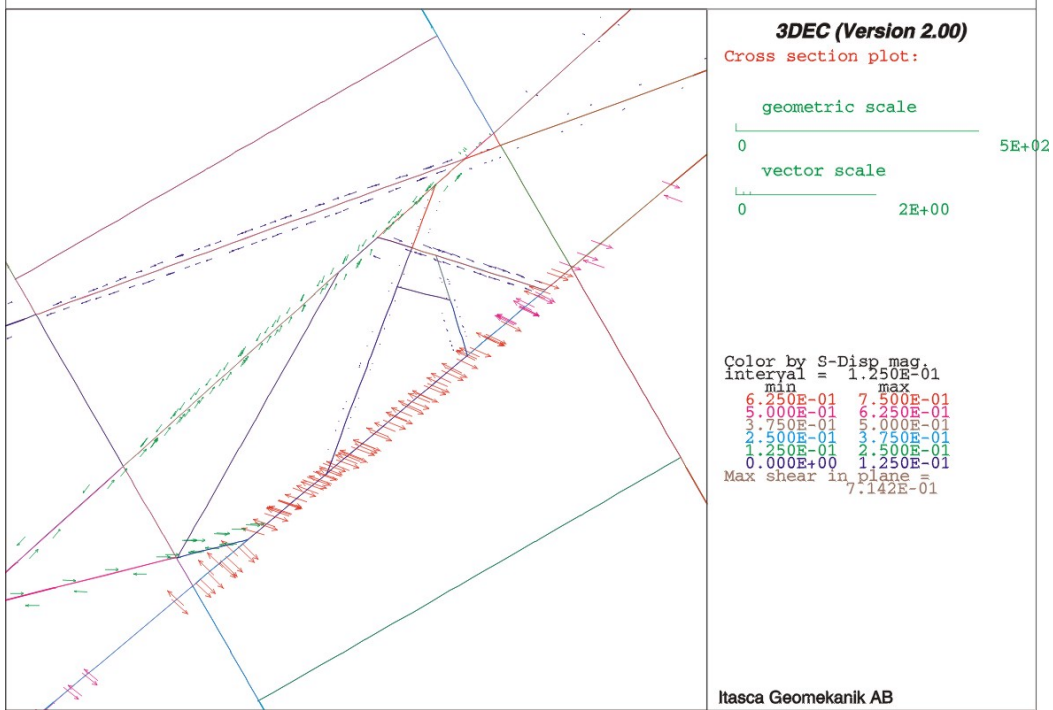 3DEC (Version 2.00)
Cross section plot:
geometric scale
0 5E+02
vector scale
0 2E+00
Color by S-Disp mag.
interval = 1.250E-01
min max
6.250E-01 7.500E-01
5.000E-01 6.250E-01
3.750E-01 5.000E-01
2.500E-01 3.750E-01
1.250E-01 2.500E-01
0.000E+00 1.250E-01
Max shear in plane =
7.142E-01
Itasca Geomekanik AB